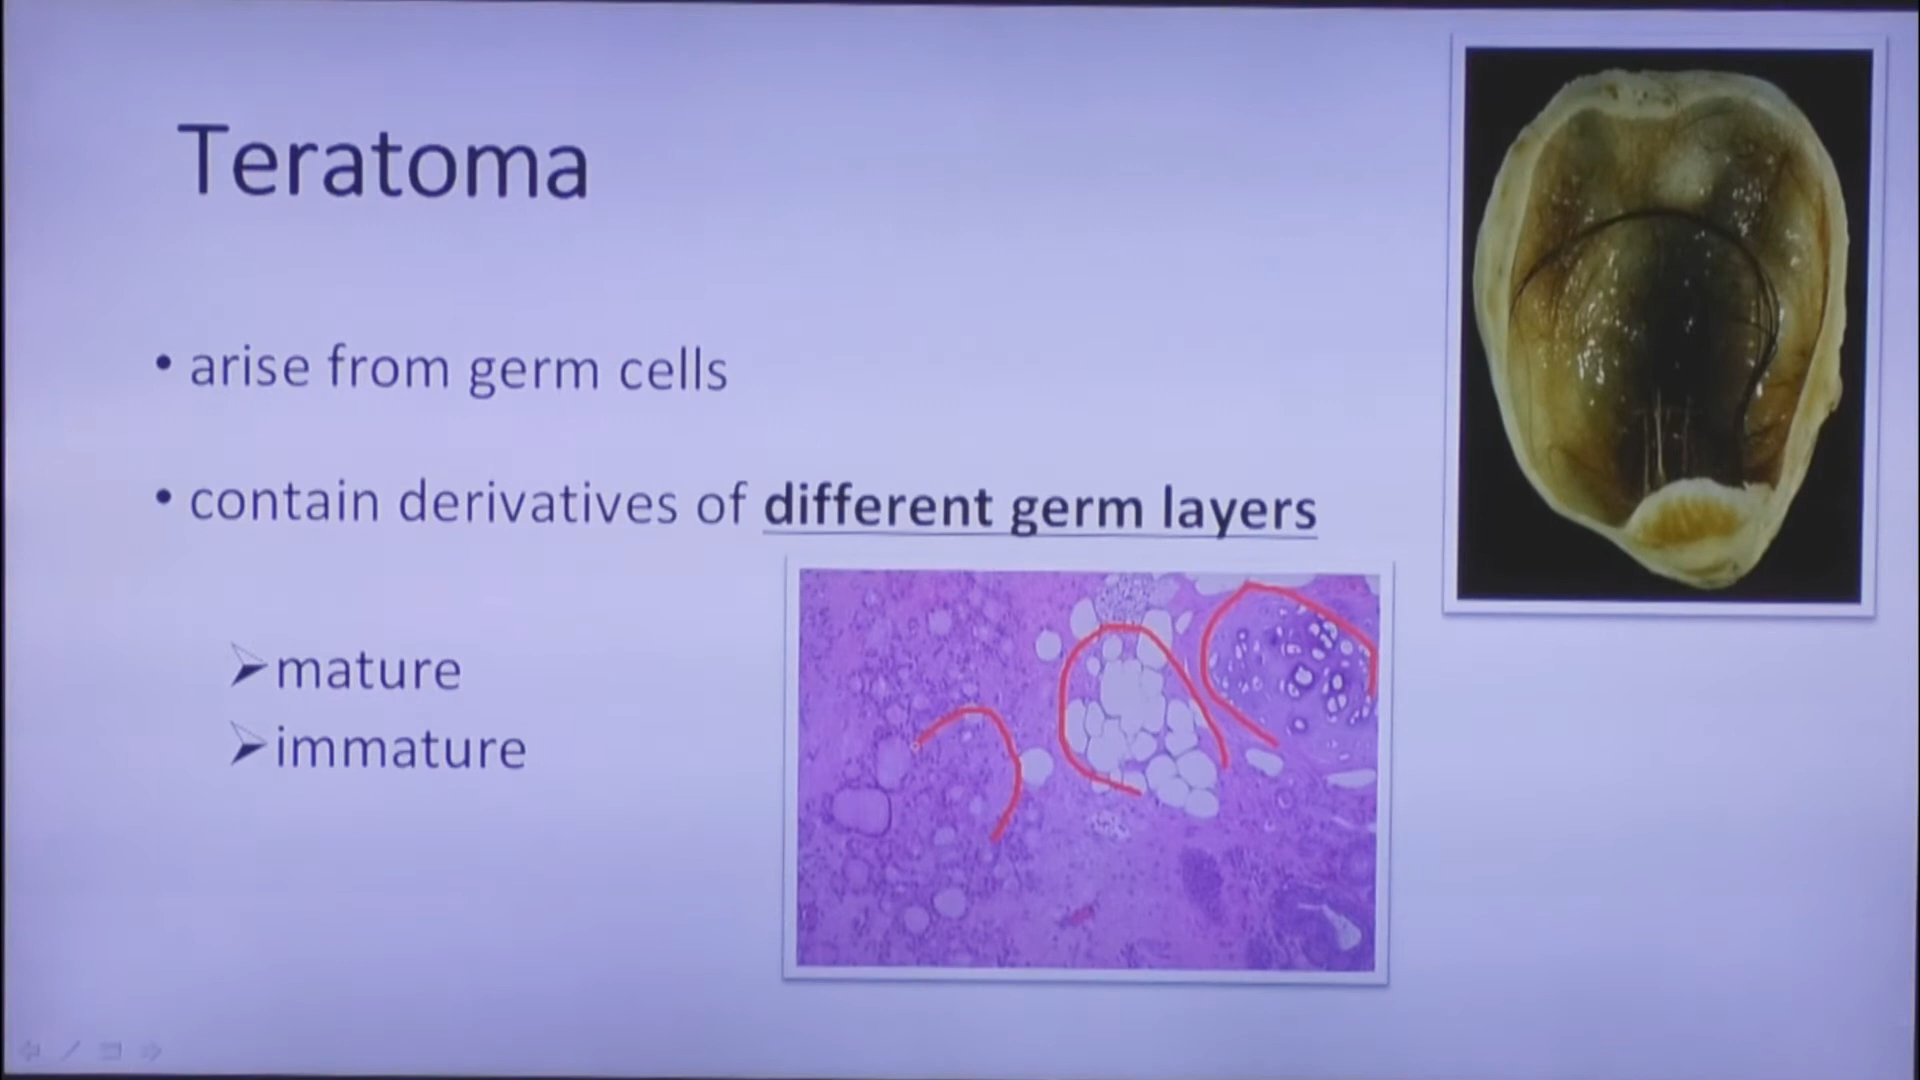 Teratoma
• arise from germ cells
• contain derivatives of different germ layers
➢ mature
➢ immature